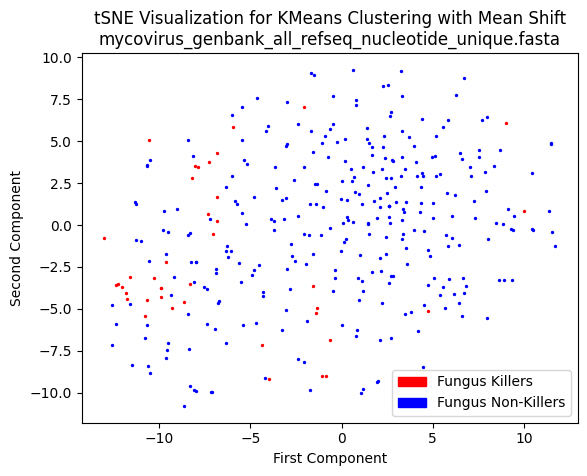 tSNE Visualization for KMeans Clustering with Mean Shift
mycovirus_genbank_all_refseq_nucleotide_unique.fasta
10.0
7.5
5.0
2.5
0.0
−2.5
−5.0
−7.5
−10.0
Second Component
Fungus Killers
Fungus Non-Killers
−10
−5
0
5
10
First Component